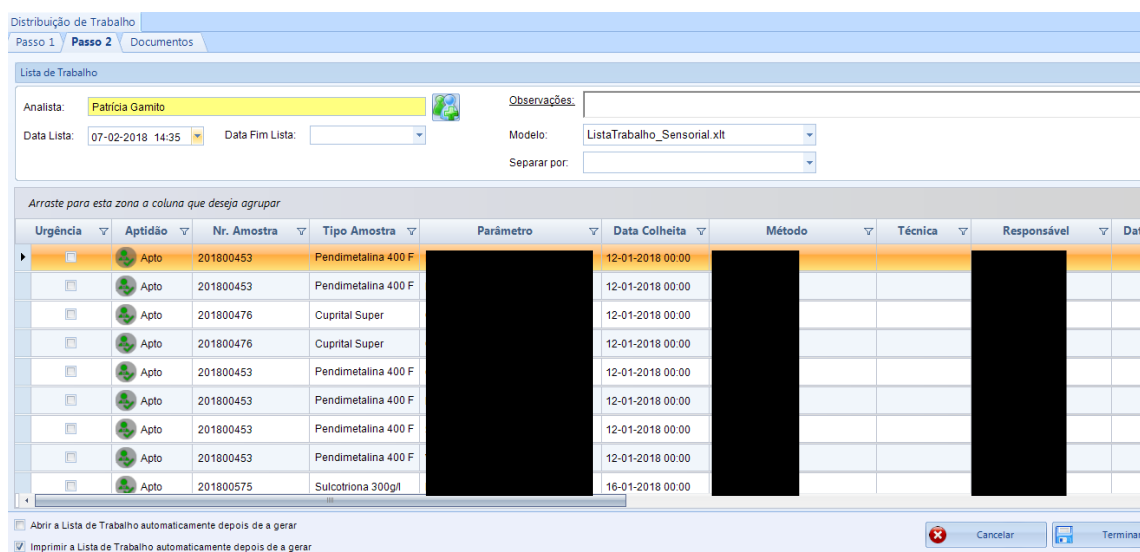 Distribuição de Trabalho
Passo 1 Passo 2 Documentos
Lista de Trabalho
Analista: Patrícia Gamito Observações:
Data Lista: 07-02-2018 14:35 Data Fim Lista: Modelo: ListaTrabalho_Sensorial.xlt
Separar por:
Arraste para esta zona a coluna que deseja agrupar
Urgência Aptidão Nr. Amostra Tipo Amostra Parâmetro Data Colheita Método Técnica Responsável Dat
Apto 201800453 Pendimetalina 400 F 12-01-2018 00:00
Apto 201800453 Pendimetalina 400 F 12-01-2018 00:00
Apto 201800476 Cuprital Super 12-01-2018 00:00
Apto 201800476 Cuprital Super 12-01-2018 00:00
Apto 201800453 Pendimetalina 400 F 12-01-2018 00:00
Apto 201800453 Pendimetalina 400 F 12-01-2018 00:00
Apto 201800453 Pendimetalina 400 F 12-01-2018 00:00
Apto 201800453 Pendimetalina 400 F 12-01-2018 00:00
Apto 201800575 Sulcotriona 300g/l 16-01-2018 00:00
Abrir a Lista de Trabalho automaticamente depois de a gerar
Cancelar Terminar
Imprimir a Lista de Trabalho automaticamente depois de a gerar